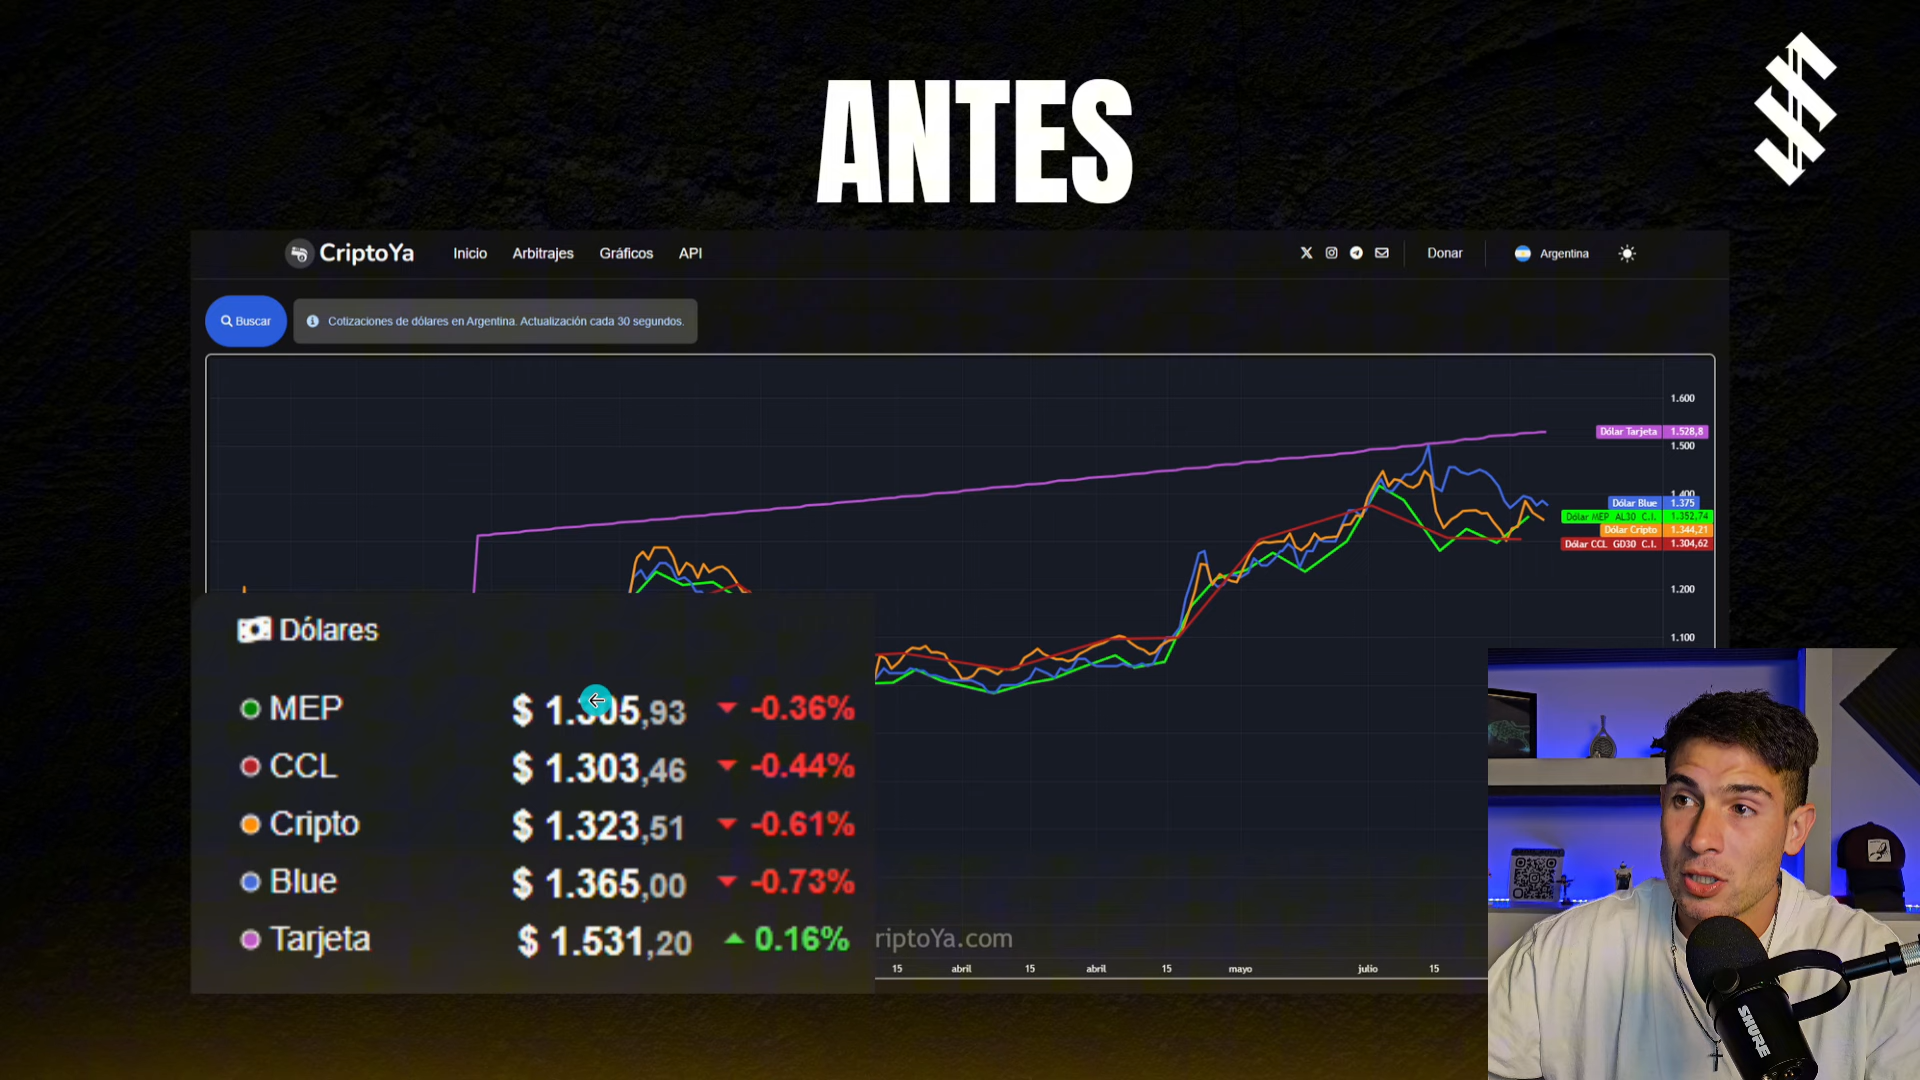 ANTES
CriptoYa Inicio Arbitrajes Gráficos API Donar Argentina
Buscar Cotizaciones de dólares en Argentina. Actualización cada 30 segundos.
1.600
Dólar Tarjeta 1.528,8
1.500
1.400
Dólar Blue 1.375
Dólar MEP AL30 C.I. 1.352,74
Dólar Cripto 1.344,21
Dólar CCL GD30 C.I. 1.304,62
1.200
1.100
Dólares
MEP $ 1.305,93 -0.36%
CCL $ 1.303,46 -0.44%
Cripto $ 1.323,51 -0.61%
Blue $ 1.365,00 -0.73%
Tarjeta $ 1.531,20 0.16%
riptoYa.com
15 abril 15 abril 15 mayo julio 15
SHURE